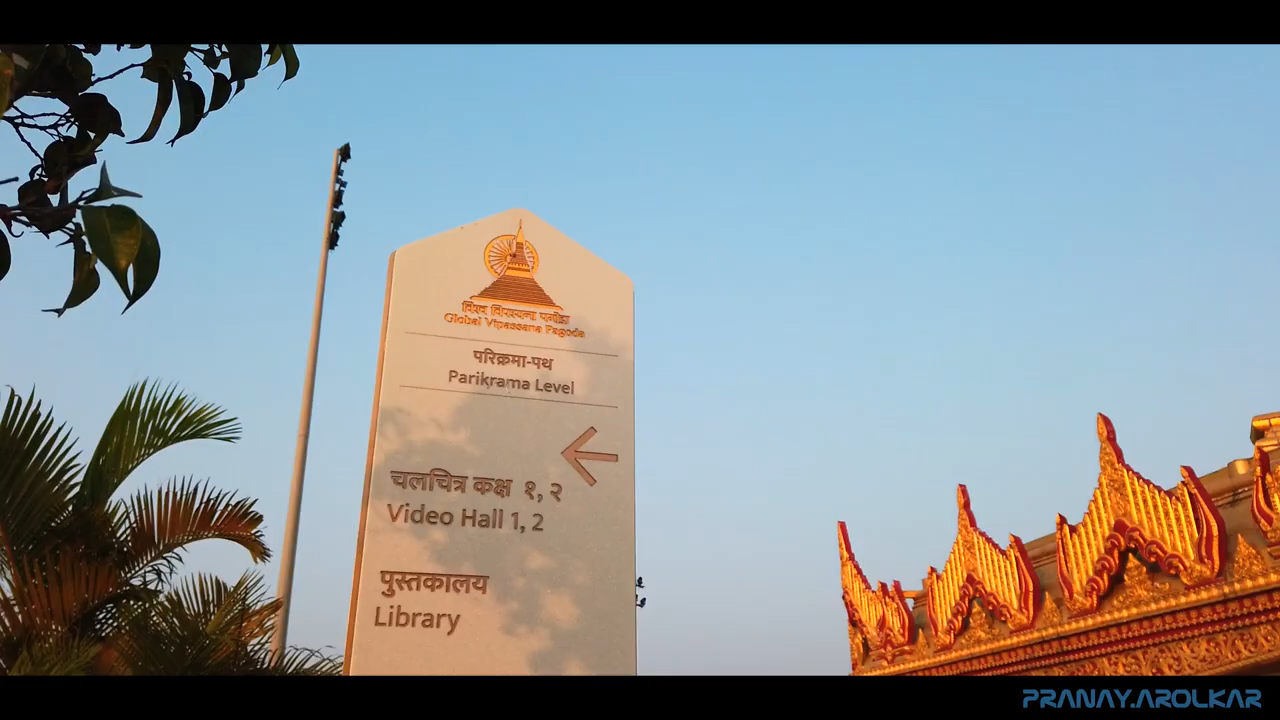 विश्व विपश्यना पगोडा
Global Vipassana Pagoda
परिक्रमा-पथ
Parikrama Level
चलचित्र कक्ष १, २
Video Hall 1, 2
पुस्तकालय
Library
PRANAY.AROLKAR